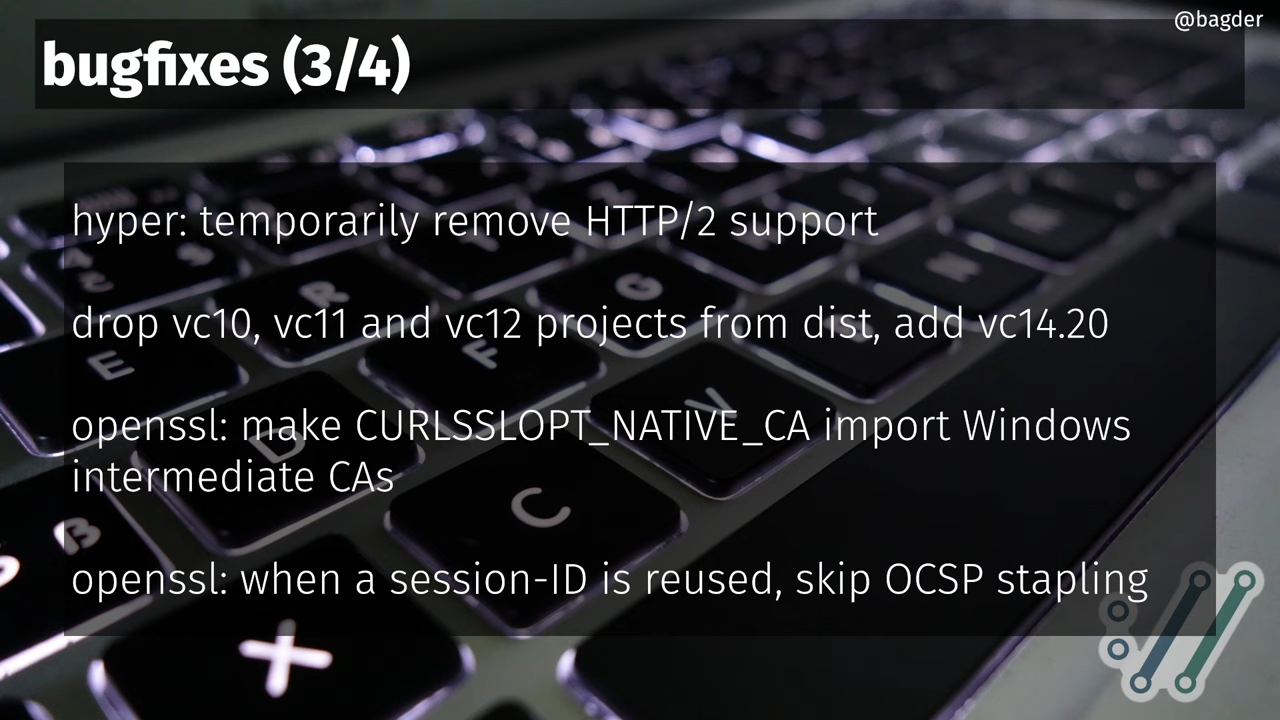 @bagder
bugfixes (3/4)
hyper: temporarily remove HTTP/2 support
drop vc10, vc11 and vc12 projects from dist, add vc14.20
openssl: make CURLSSLOPT_NATIVE_CA import Windows
intermediate CAs
openssl: when a session-ID is reused, skip OCSP stapling
R
G
E
F
V
D
C
B
X